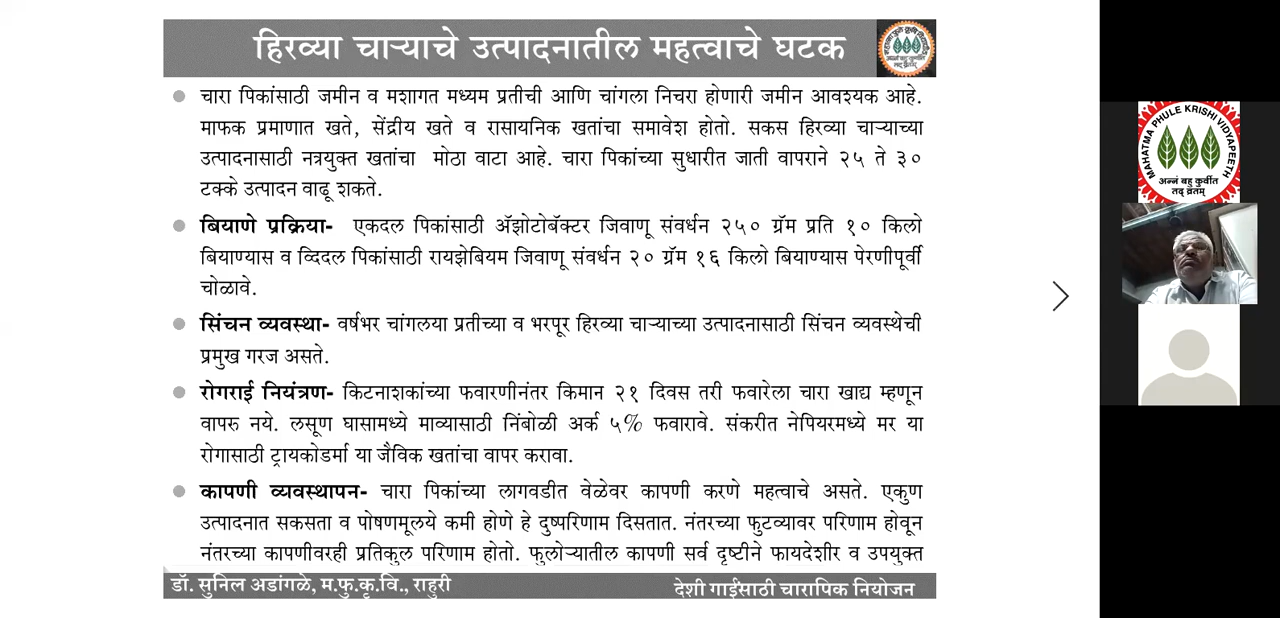 हिरव्या चाऱ्याचे उत्पादनातील महत्वाचे घटक
चारा पिकांसाठी जमीन व मशागत मध्यम प्रतीची आणि चांगला निचरा होणारी जमीन आवश्यक आहे.
माफक प्रमाणात खते, सेंद्रीय खते व रासायनिक खतांचा समावेश होतो. सकस हिरव्या चाऱ्याच्या
उत्पादनासाठी नत्रयुक्त खतांचा मोठा वाटा आहे. चारा पिकांच्या सुधारीत जाती वापराने २५ ते ३०
टक्के उत्पादन वाढू शकते.
बियाणे प्रक्रिया- एकदल पिकांसाठी ॲझोटोबॅक्टर जिवाणू संवर्धन २५० ग्रॅम प्रति १० किलो
बियाण्यास व व्दिदल पिकांसाठी रायझेबियम जिवाणू संवर्धन २० ग्रॅम १६ किलो बियाण्यास पेरणीपूर्वी
चोळावे.
सिंचन व्यवस्था- वर्षभर चांगलया प्रतीच्या व भरपूर हिरव्या चाऱ्याच्या उत्पादनासाठी सिंचन व्यवस्थेची
प्रमुख गरज असते.
रोगराई नियंत्रण- किटनाशकांच्या फवारणीनंतर किमान २१ दिवस तरी फवारेला चारा खाद्य म्हणून
वापरू नये. लसूण घासामध्ये माव्यासाठी निंबोळी अर्क ५% फवारावे. संकरीत नेपियरमध्ये मर या
रोगासाठी ट्रायकोडर्मा या जैविक खतांचा वापर करावा.
कापणी व्यवस्थापन- चारा पिकांच्या लागवडीत वेळेवर कापणी करणे महत्वाचे असते. एकुण
उत्पादनात सकसता व पोषणमूलये कमी होणे हे दुष्परिणाम दिसतात. नंतरच्या फुटव्यावर परिणाम होवून
नंतरच्या कापणीवरही प्रतिकुल परिणाम होतो. फुलोऱ्यातील कापणी सर्व दृष्टीने फायदेशीर व उपयुक्त
डॉ. सुनिल अडांगळे, म.फु.कृ.वि., राहुरी
देशी गाईंसाठी चारापिक नियोजन
MAHATMA PHULE KRISHI VIDYAPEETH
अन्नं बहु कुर्वीत
तद् व्रतम्